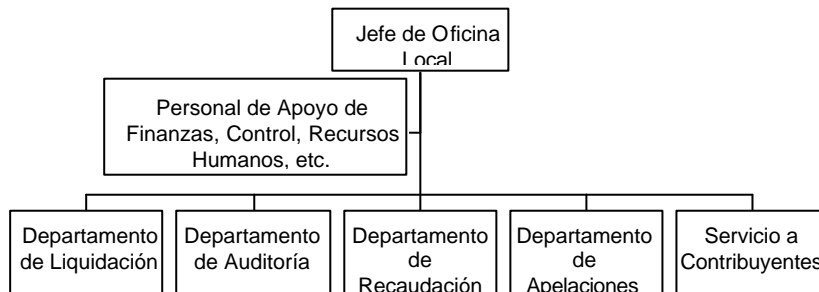 Jefe de Oficina
Local
Personal de Apoyo de
Finanzas, Control, Recursos
Humanos, etc.
Departamento
de Liquidación
Departamento
de Auditoría
Departamento
de
Recaudación
Departamento
de
Apelaciones
Servicio a
Contribuyentes